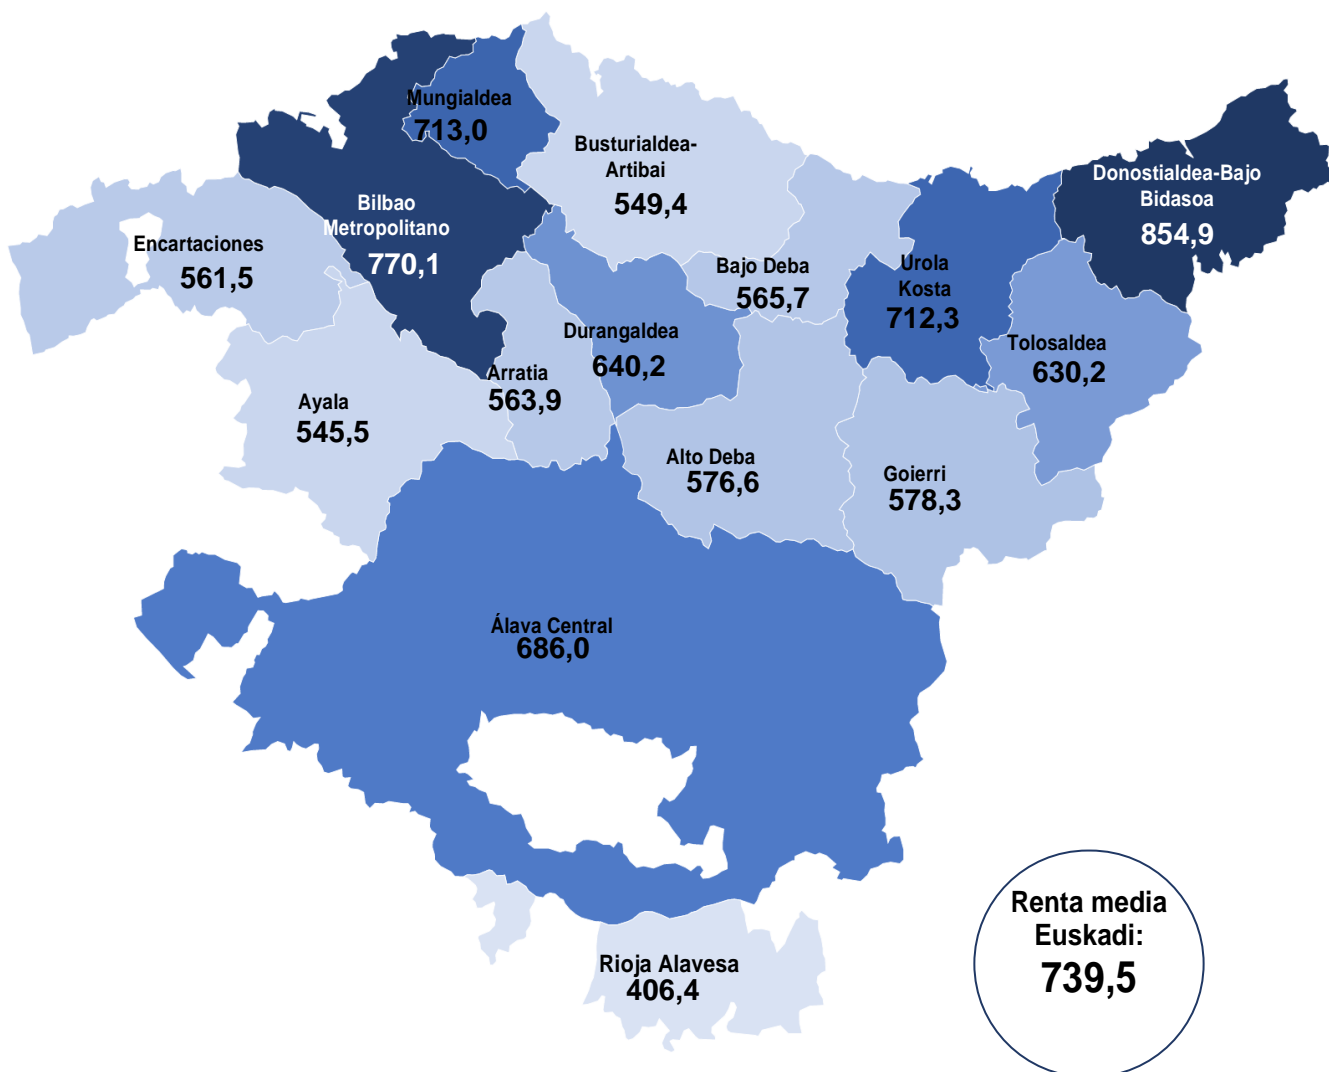 Mungialdea
713,0
Busturialdea-
Artibai
549,4
Donostialdea-Bajo
Bidasoa
854,9
Bilbao
Metropolitano
770,1
Encartaciones
561,5
Bajo Deba
565,7
Urola
Kosta
712,3
Durangaldea
640,2
Tolosaldea
630,2
Arratia
563,9
Ayala
545,5
Alto Deba
576,6
Goierri
578,3
Álava Central
686,0
Renta media
Euskadi:
739,5
Rioja Alavesa
406,4